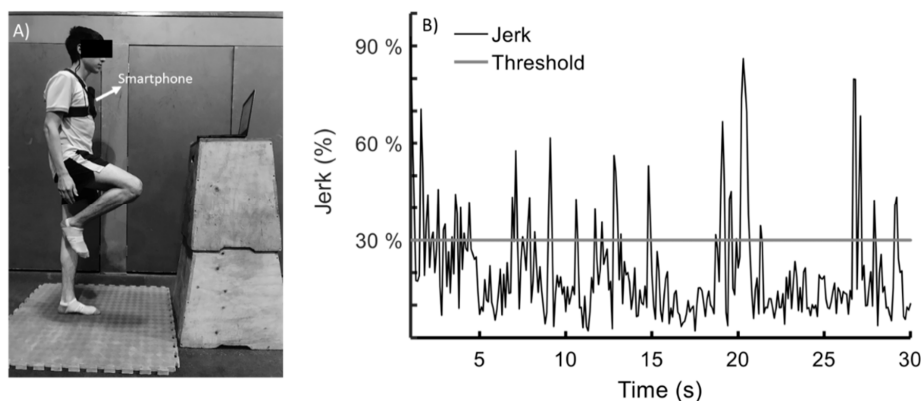 A)
Smartphone
B)
Jerk
Threshold
90 %
60 %
30 %
Jerk (%)
5 10 15 20 25 30
Time (s)